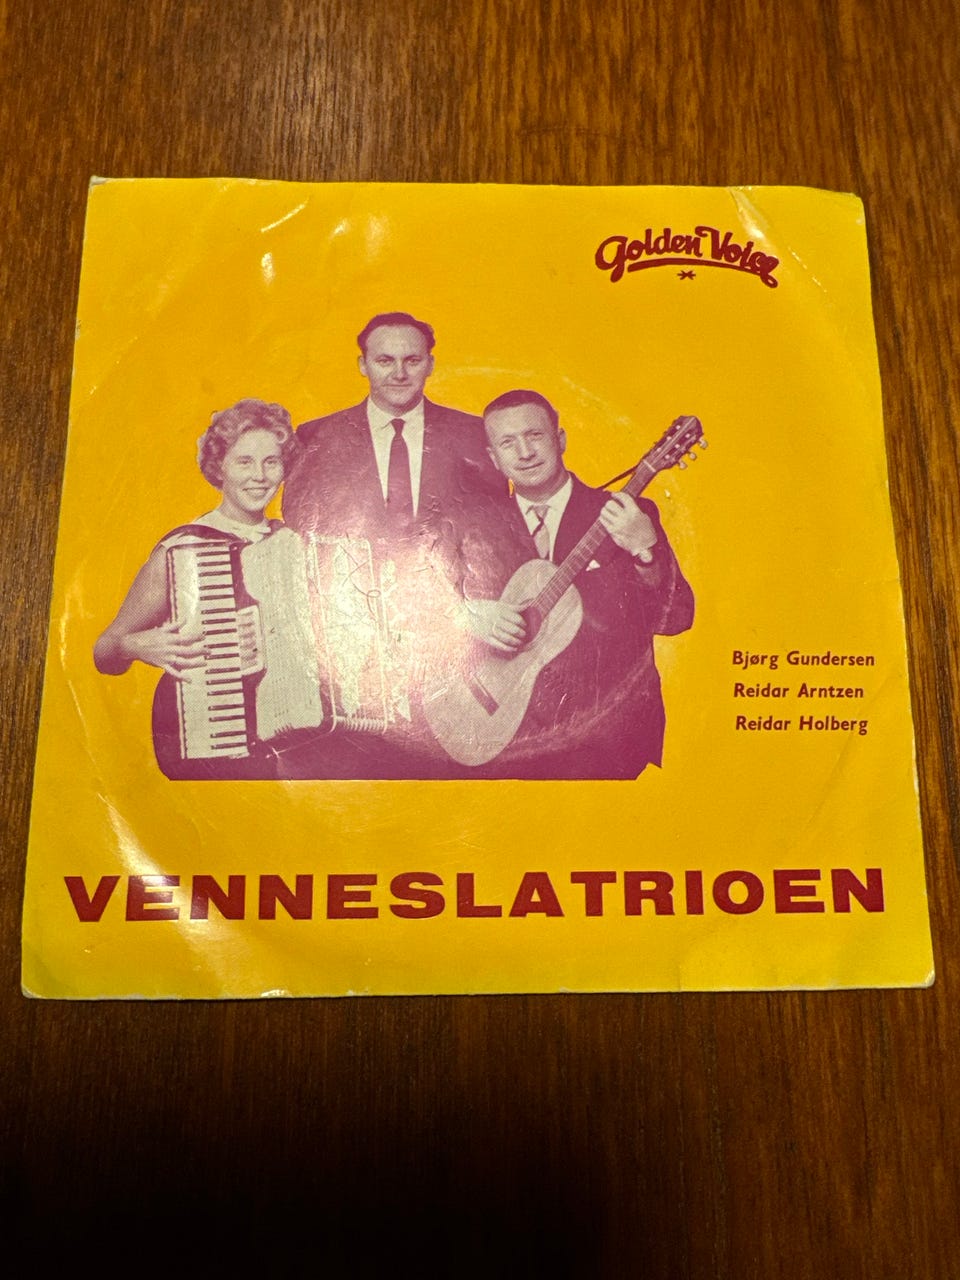 Golden Voice
Bjørg Gundersen
Reidar Arntzen
Reidar Holberg
VENNESLATRIOEN